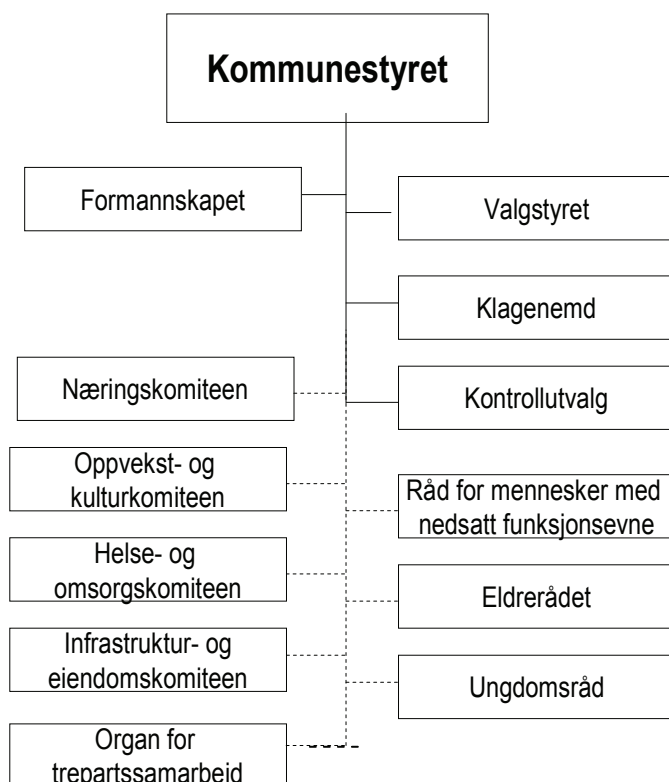 Kommunestyret
Formannskapet
Valgstyret
Klagenemd
Næringskomiteen
Kontrollutvalg
Oppvekst- og
kulturkomiteen
Råd for mennesker med
nedsatt funksjonsevne
Helse- og
omsorgskomiteen
Eldrerådet
Infrastruktur- og
eiendomskomiteen
Ungdomsråd
Organ for
trepartssamarbeid